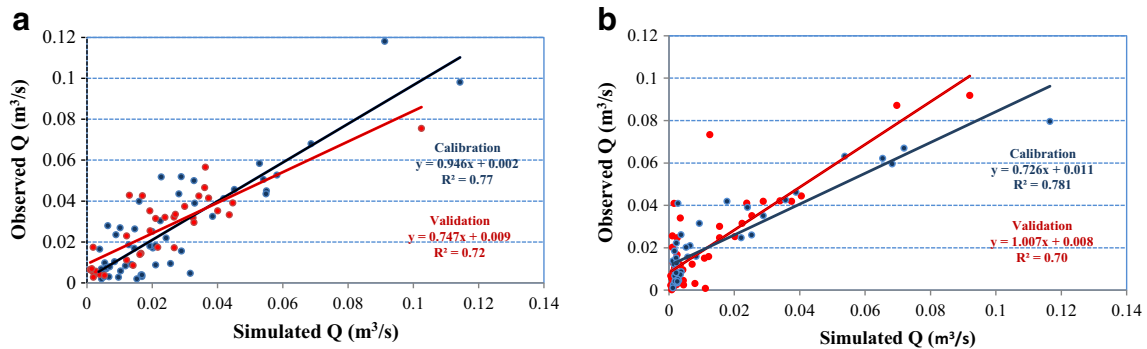 a
Observed Q (m³/s)
0.12
0.1
0.08
0.06
0.04
0.02
0
Calibration
y = 0.946x + 0.002
R² = 0.77
Validation
y = 0.747x + 0.009
R² = 0.72
0 0.02 0.04 0.06 0.08 0.1 0.12 0.14
Simulated Q (m³/s)
b
Observed Q (m³/s)
0.12
0.1
0.08
0.06
0.04
0.02
0
Calibration
y = 0.726x + 0.011
R² = 0.781
Validation
y = 1.007x + 0.008
R² = 0.70
0 0.02 0.04 0.06 0.08 0.1 0.12 0.14
Simulated Q (m³/s)